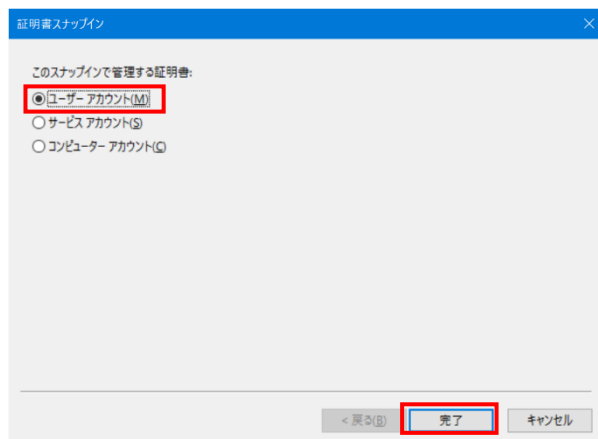 証明書スナップイン
このスナップインで管理する証明書:
ユーザー アカウント(M)
サービス アカウント(S)
コンピューター アカウント(C)
< 戻る(B)
完了
キャンセル